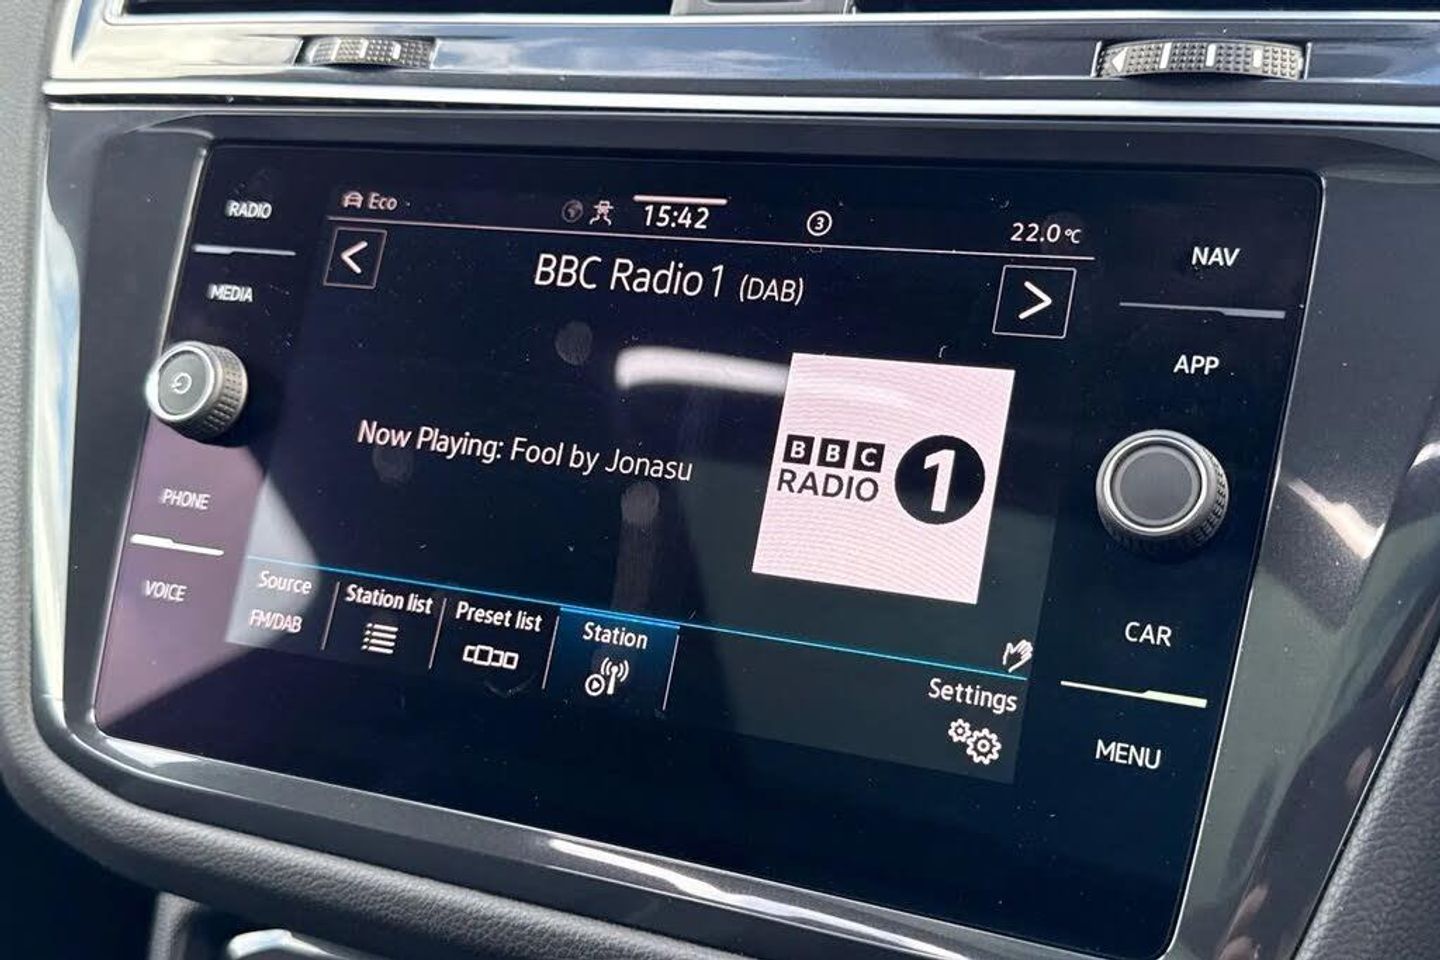 RADIO
MEDIA
PHONE
VOICE
Eco
15:42
3
22.0 °C
BBC Radio 1 (DAB)
Now Playing: Fool by Jonasu
BBC
RADIO
1
Source
FM/DAB
Station list
Preset list
Station
Settings
NAV
APP
CAR
MENU